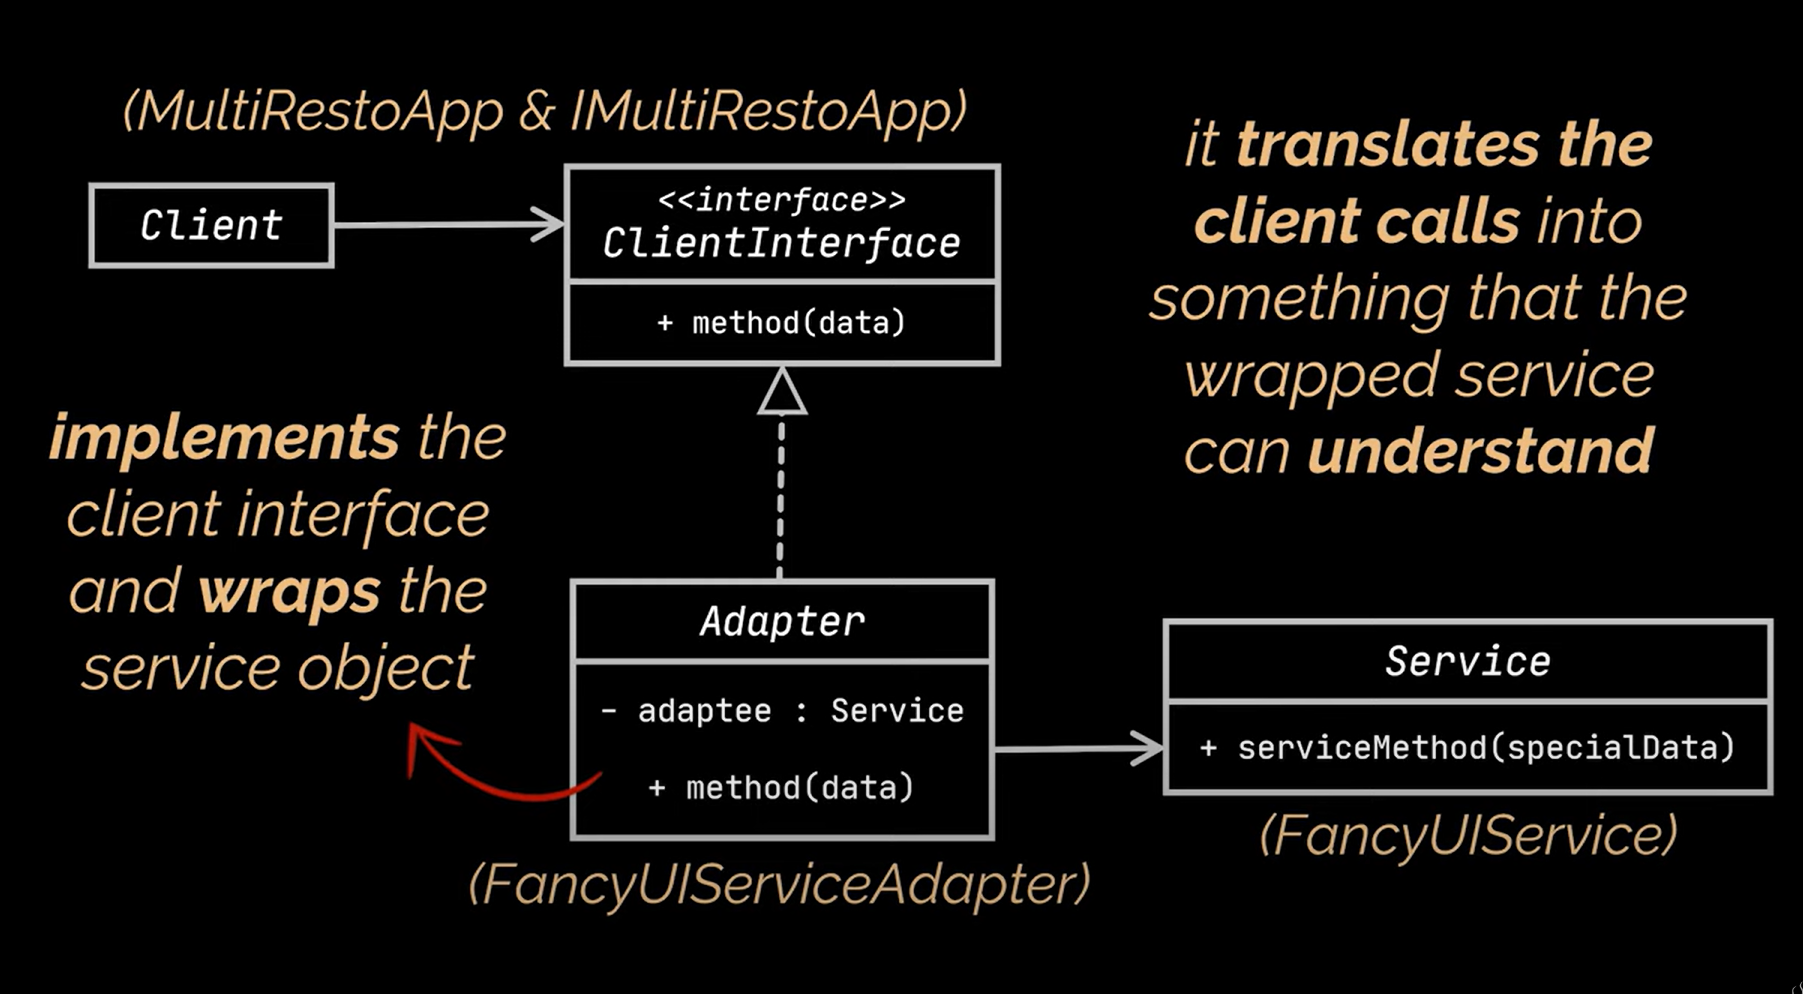 (MultiRestoApp & IMultiRestoApp)
Client
<<interface>>
ClientInterface
+ method(data)
it translates the
client calls into
something that the
wrapped service
can understand
implements the
client interface
and wraps the
service object
Adapter
- adaptee : Service
+ method(data)
(FancyUIServiceAdapter)
Service
+ serviceMethod(specialData)
(FancyUIService)